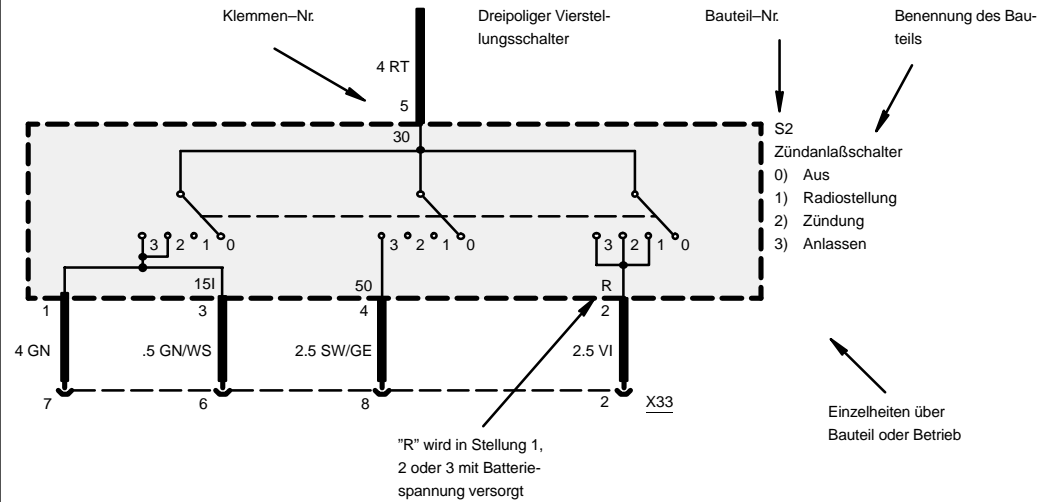 Klemmen–Nr.
Dreipoliger Vierstel-
lungsschalter
Bauteil–Nr.
Benennung des Bau-
teils
4 RT
5
30
S2
Zündanlaßschalter
0) Aus
1) Radiostellung
2) Zündung
3) Anlassen
3 2 1 0
3 2 1 0
3 2 1 0
15I
50
R
1
3
4
2
4 GN
.5 GN/WS
2.5 SW/GE
2.5 VI
7
6
8
2
X33
Einzelheiten über
Bauteil oder Betrieb
"R" wird in Stellung 1,
2 oder 3 mit Batterie-
spannung versorgt